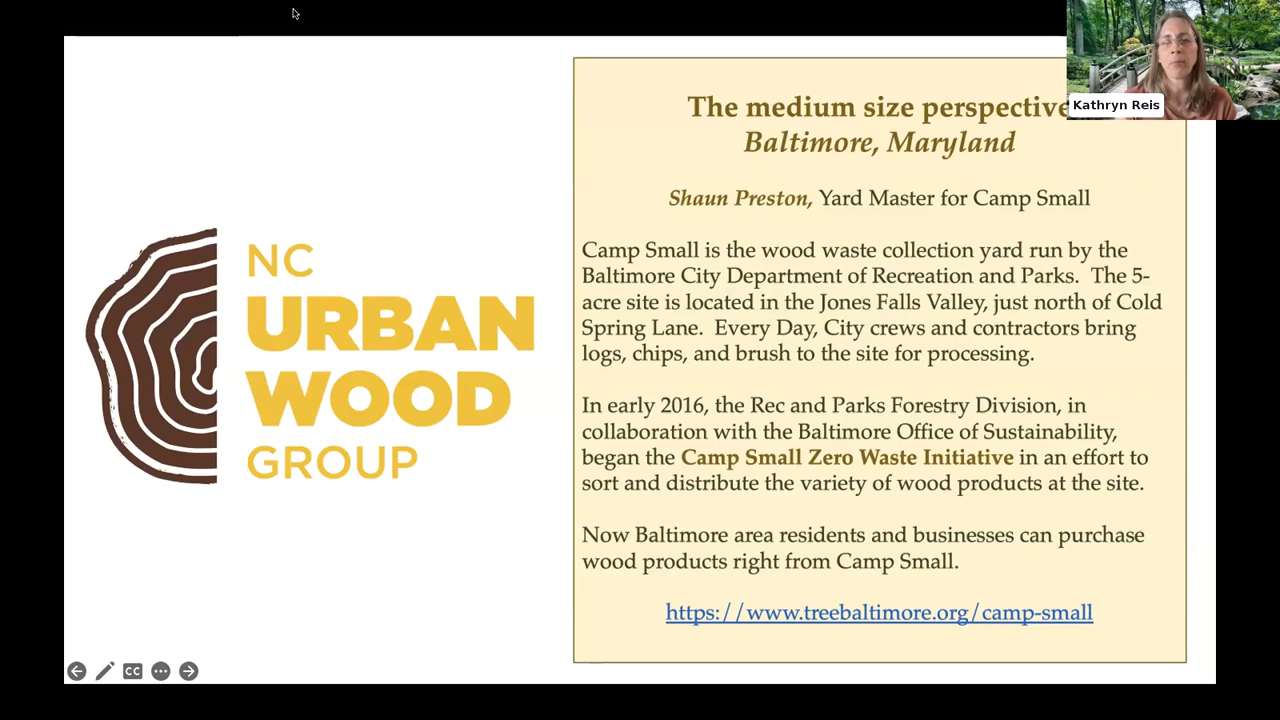 Kathryn Reis
The medium size perspective
Baltimore, Maryland
Shaun Preston, Yard Master for Camp Small
Camp Small is the wood waste collection yard run by the
Baltimore City Department of Recreation and Parks.  The 5-
acre site is located in the Jones Falls Valley, just north of Cold
Spring Lane.  Every Day, City crews and contractors bring
logs, chips, and brush to the site for processing.
In early 2016, the Rec and Parks Forestry Division, in
collaboration with the Baltimore Office of Sustainability,
began the Camp Small Zero Waste Initiative in an effort to
sort and distribute the variety of wood products at the site.
Now Baltimore area residents and businesses can purchase
wood products right from Camp Small.
https://www.treebaltimore.org/camp-small
NC
URBAN
WOOD
GROUP
CC